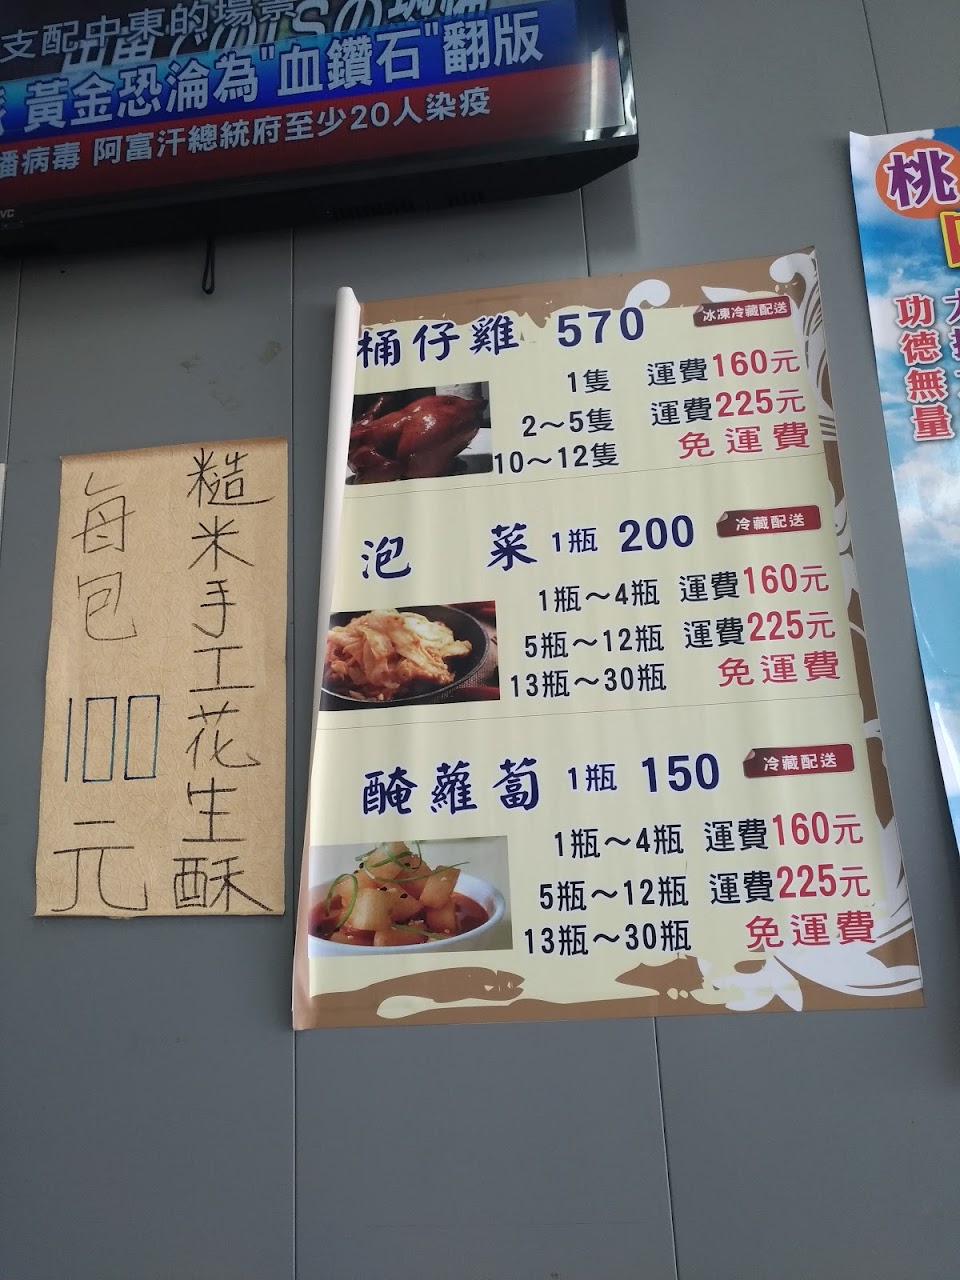 支配中東的場景
黃金恐淪為"血鑽石"翻版
播病毒 阿富汗總統府至少20人染疫
糙米手工花生酥
每包100元
桶仔雞 570 冰凍冷藏配送
1隻 運費160元
2～5隻 運費225元
10～12隻 免運費
泡菜 1瓶 200 冷藏配送
1瓶～4瓶 運費160元
5瓶～12瓶 運費225元
13瓶～30瓶 免運費
醃蘿蔔 1瓶 150 冷藏配送
1瓶～4瓶 運費160元
5瓶～12瓶 運費225元
13瓶～30瓶 免運費
桃
功德無量